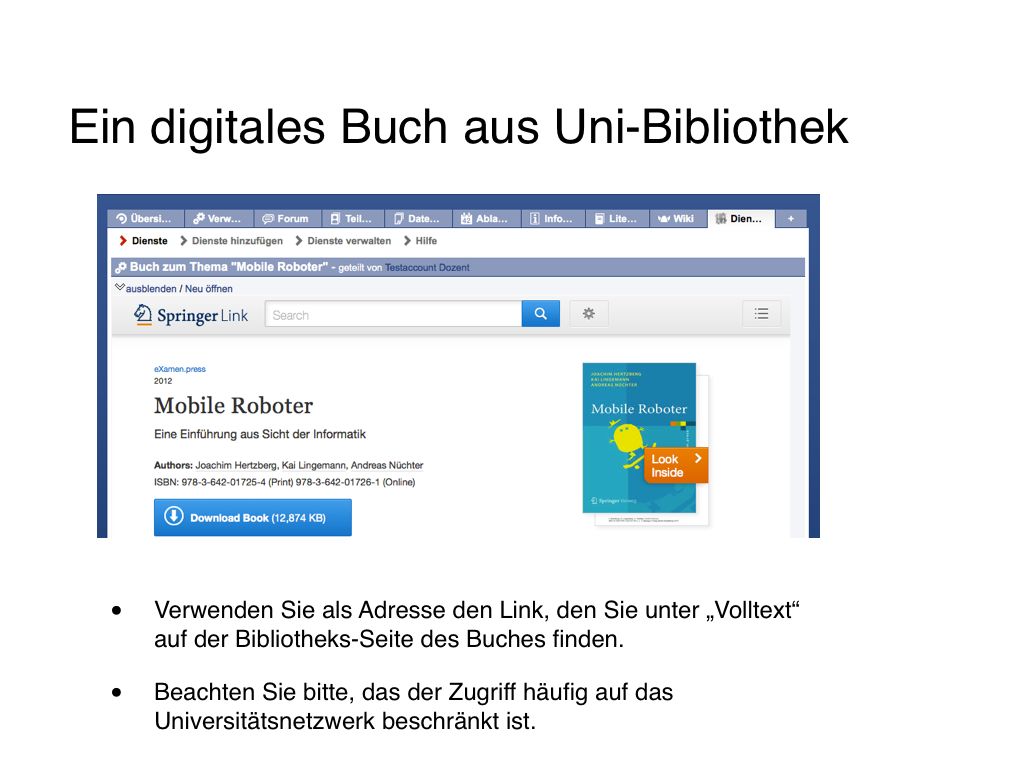 Ein digitales Buch aus Uni-Bibliothek
Übersi... Verw... Forum Teil... Date... Abla... Info... Lite... Wiki Dien... +
Dienste Dienste hinzufügen Dienste verwalten Hilfe
Buch zum Thema "Mobile Roboter" - geteilt von Testaccount Dozent
ausblenden / Neu öffnen
Springer Link Search
eXamen.press
2012
Mobile Roboter
Eine Einführung aus Sicht der Informatik
Authors: Joachim Hertzberg, Kai Lingemann, Andreas Nüchter
ISBN: 978-3-642-01725-4 (Print) 978-3-642-01726-1 (Online)
Download Book (12,874 KB)
JOACHIM HERTZBERG
KAI LINGEMANN
ANDREAS NÜCHTER
Mobile Roboter
Look
Inside
Springer Vieweg
• Verwenden Sie als Adresse den Link, den Sie unter „Volltext“
auf der Bibliotheks-Seite des Buches finden.
• Beachten Sie bitte, das der Zugriff häufig auf das
Universitätsnetzwerk beschränkt ist.